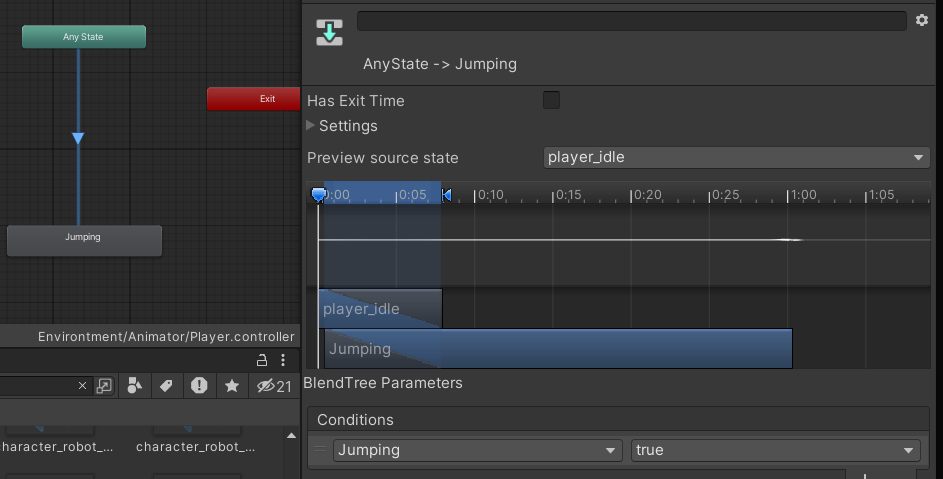 Any State
Exit
Jumping
Environtment/Animator/Player.controller
21
character_robot_...
character_robot_...
AnyState -> Jumping
Has Exit Time
Settings
Preview source state
player_idle
0:00 0:05 0:10 0:15 0:20 0:25 1:00 1:05
player_idle
Jumping
BlendTree Parameters
Conditions
Jumping true